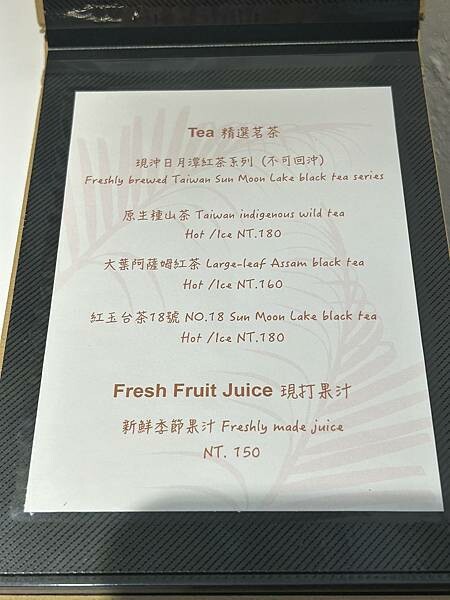 Tea 精選茗茶
現沖日月潭紅茶系列 (不可回沖)
Freshly brewed Taiwan Sun Moon Lake black tea series
原生種山茶 Taiwan indigenous wild tea
Hot /Ice NT.180
大葉阿薩姆紅茶 Large-leaf Assam black tea
Hot /Ice NT.160
紅玉台茶18號 NO.18 Sun Moon Lake black tea
Hot /Ice NT.180
Fresh Fruit Juice 現打果汁
新鮮季節果汁 Freshly made juice
NT. 150